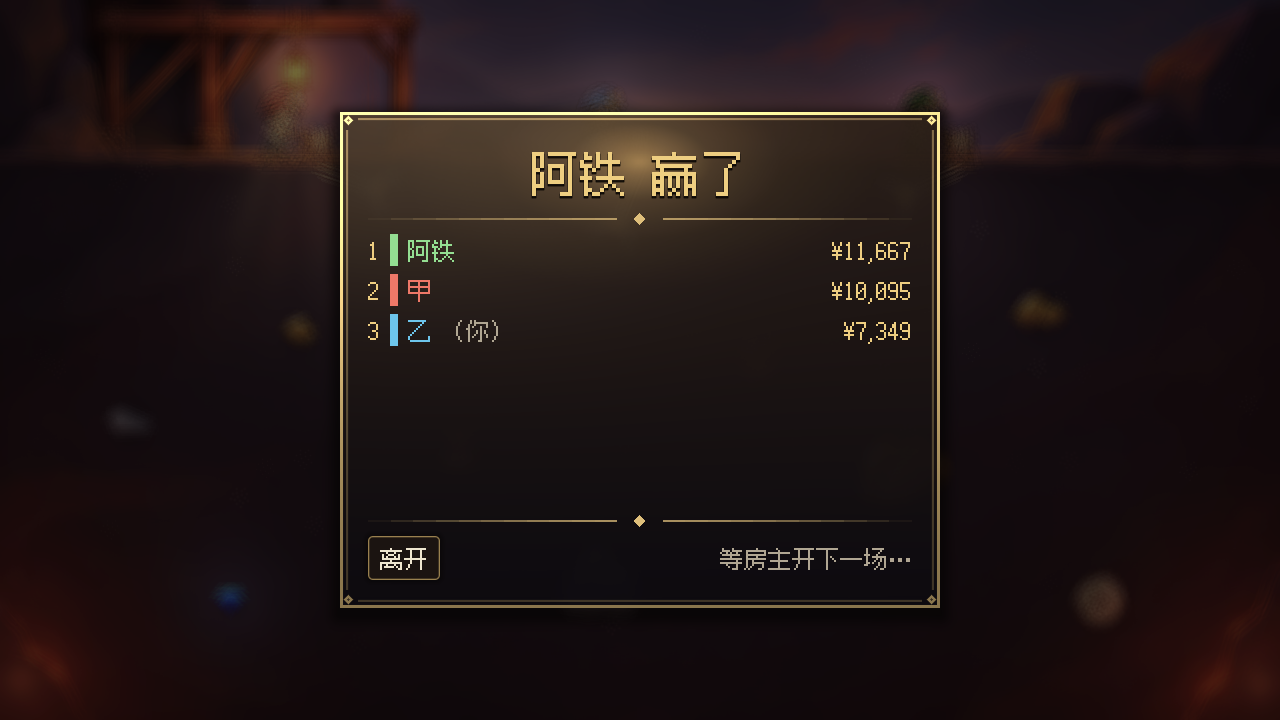 阿铁 赢了
1 阿铁 ¥11,667
2 甲 ¥10,095
3 乙 （你） ¥7,349
离开 等房主开下一场…